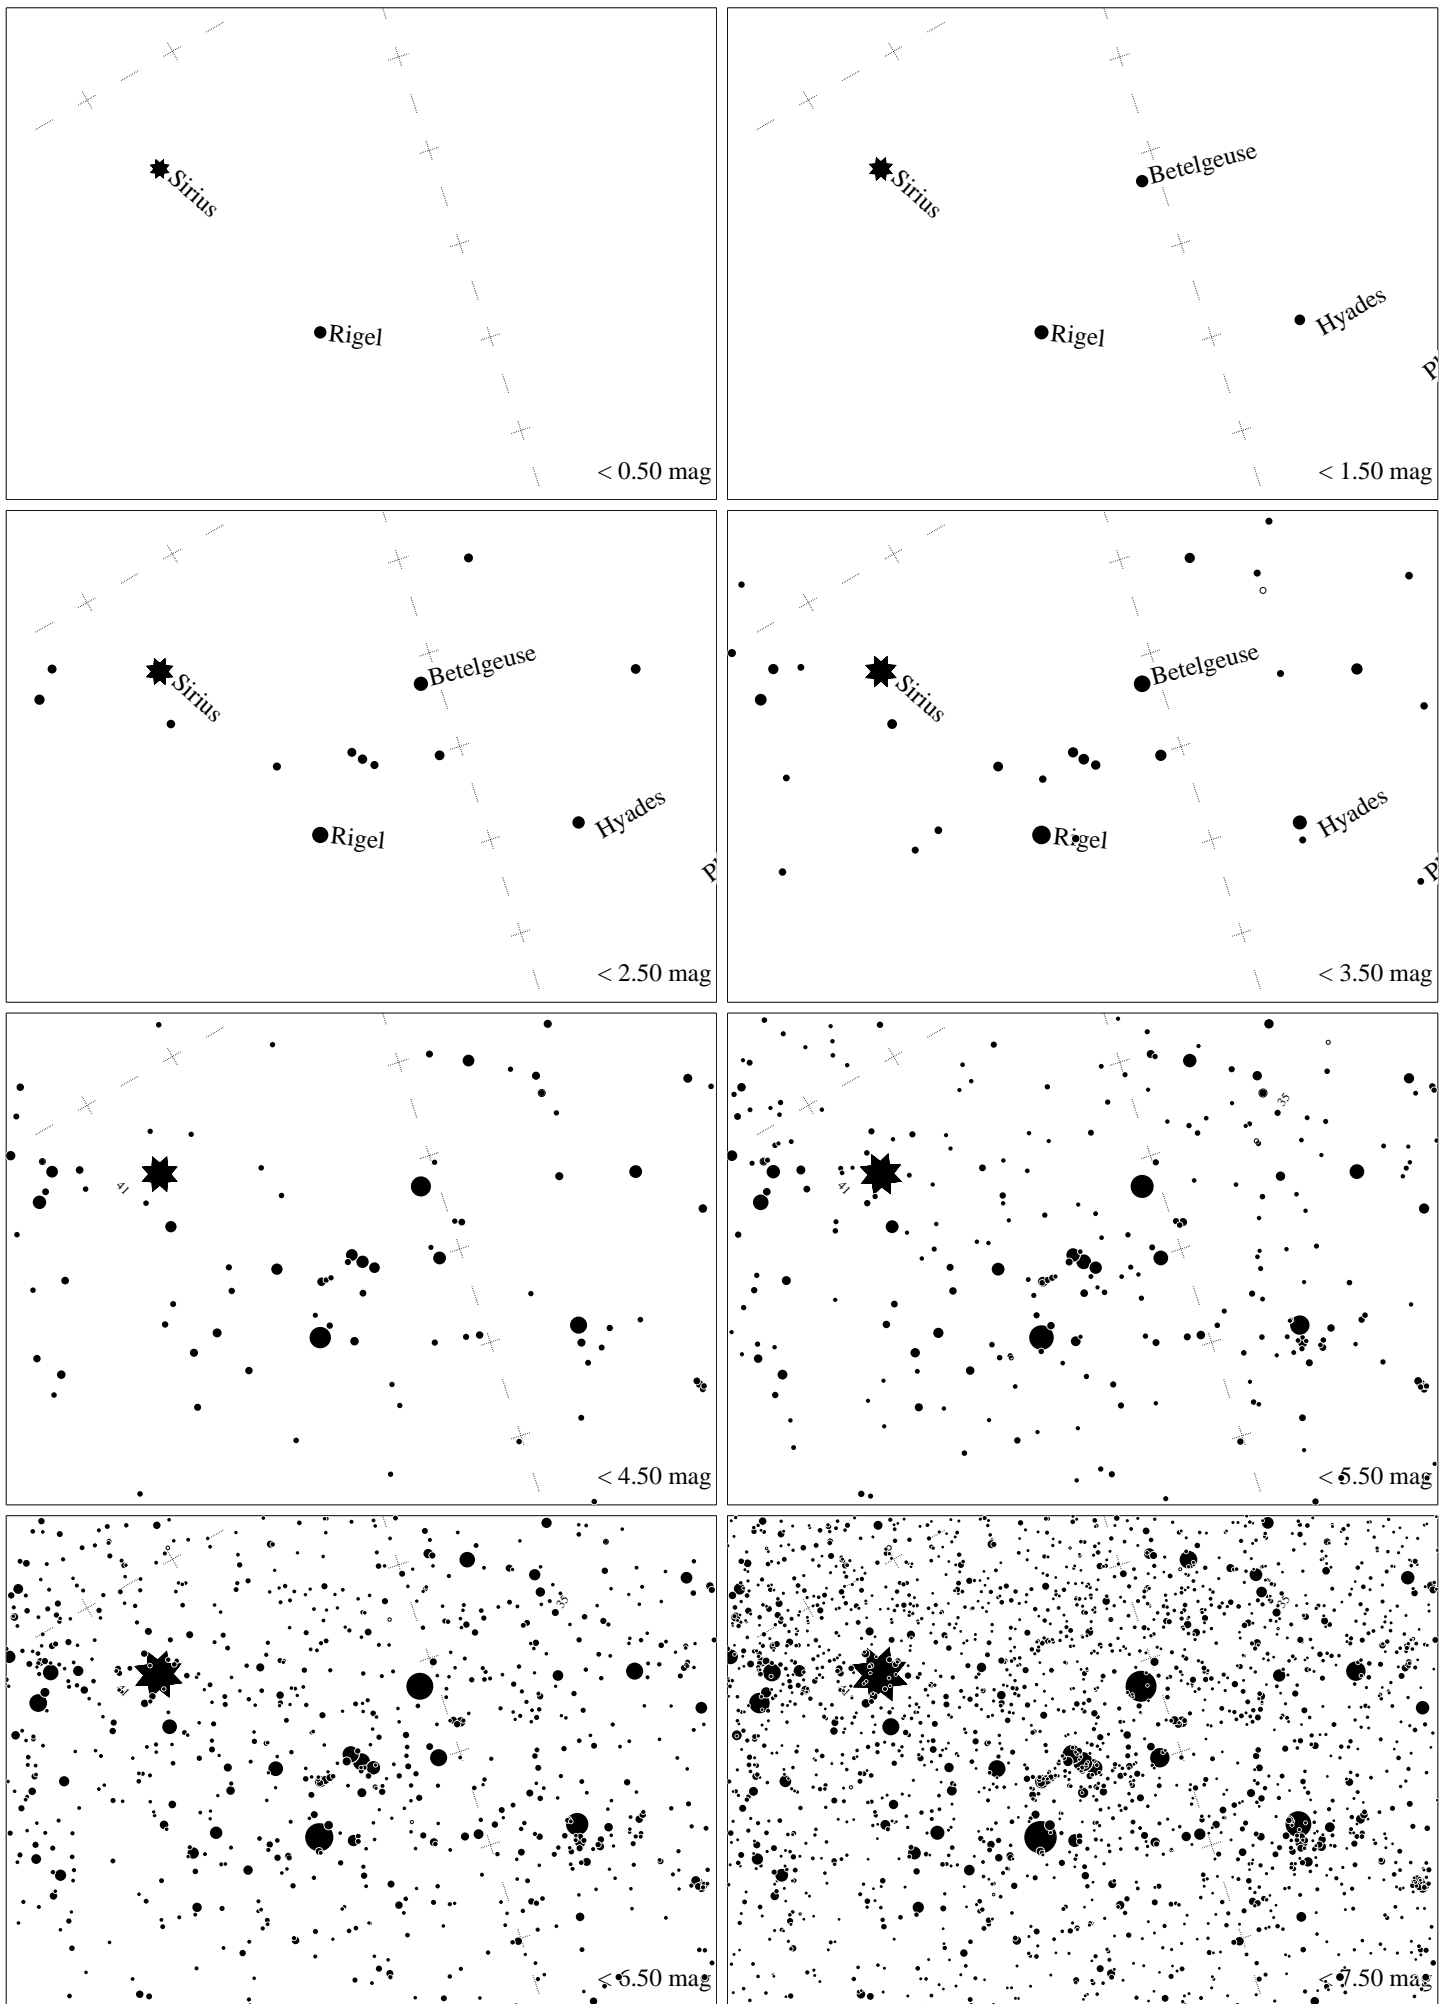 Sirius
Rigel
< 0.50 mag
Betelgeuse
Sirius
Hyades
Rigel
< 1.50 mag
Betelgeuse
Sirius
Hyades
Rigel
< 2.50 mag
Betelgeuse
Sirius
Hyades
Rigel
< 3.50 mag
41
< 4.50 mag
35
41
< 5.50 mag
35
41
< 6.50 mag
35
< 7.50 mag